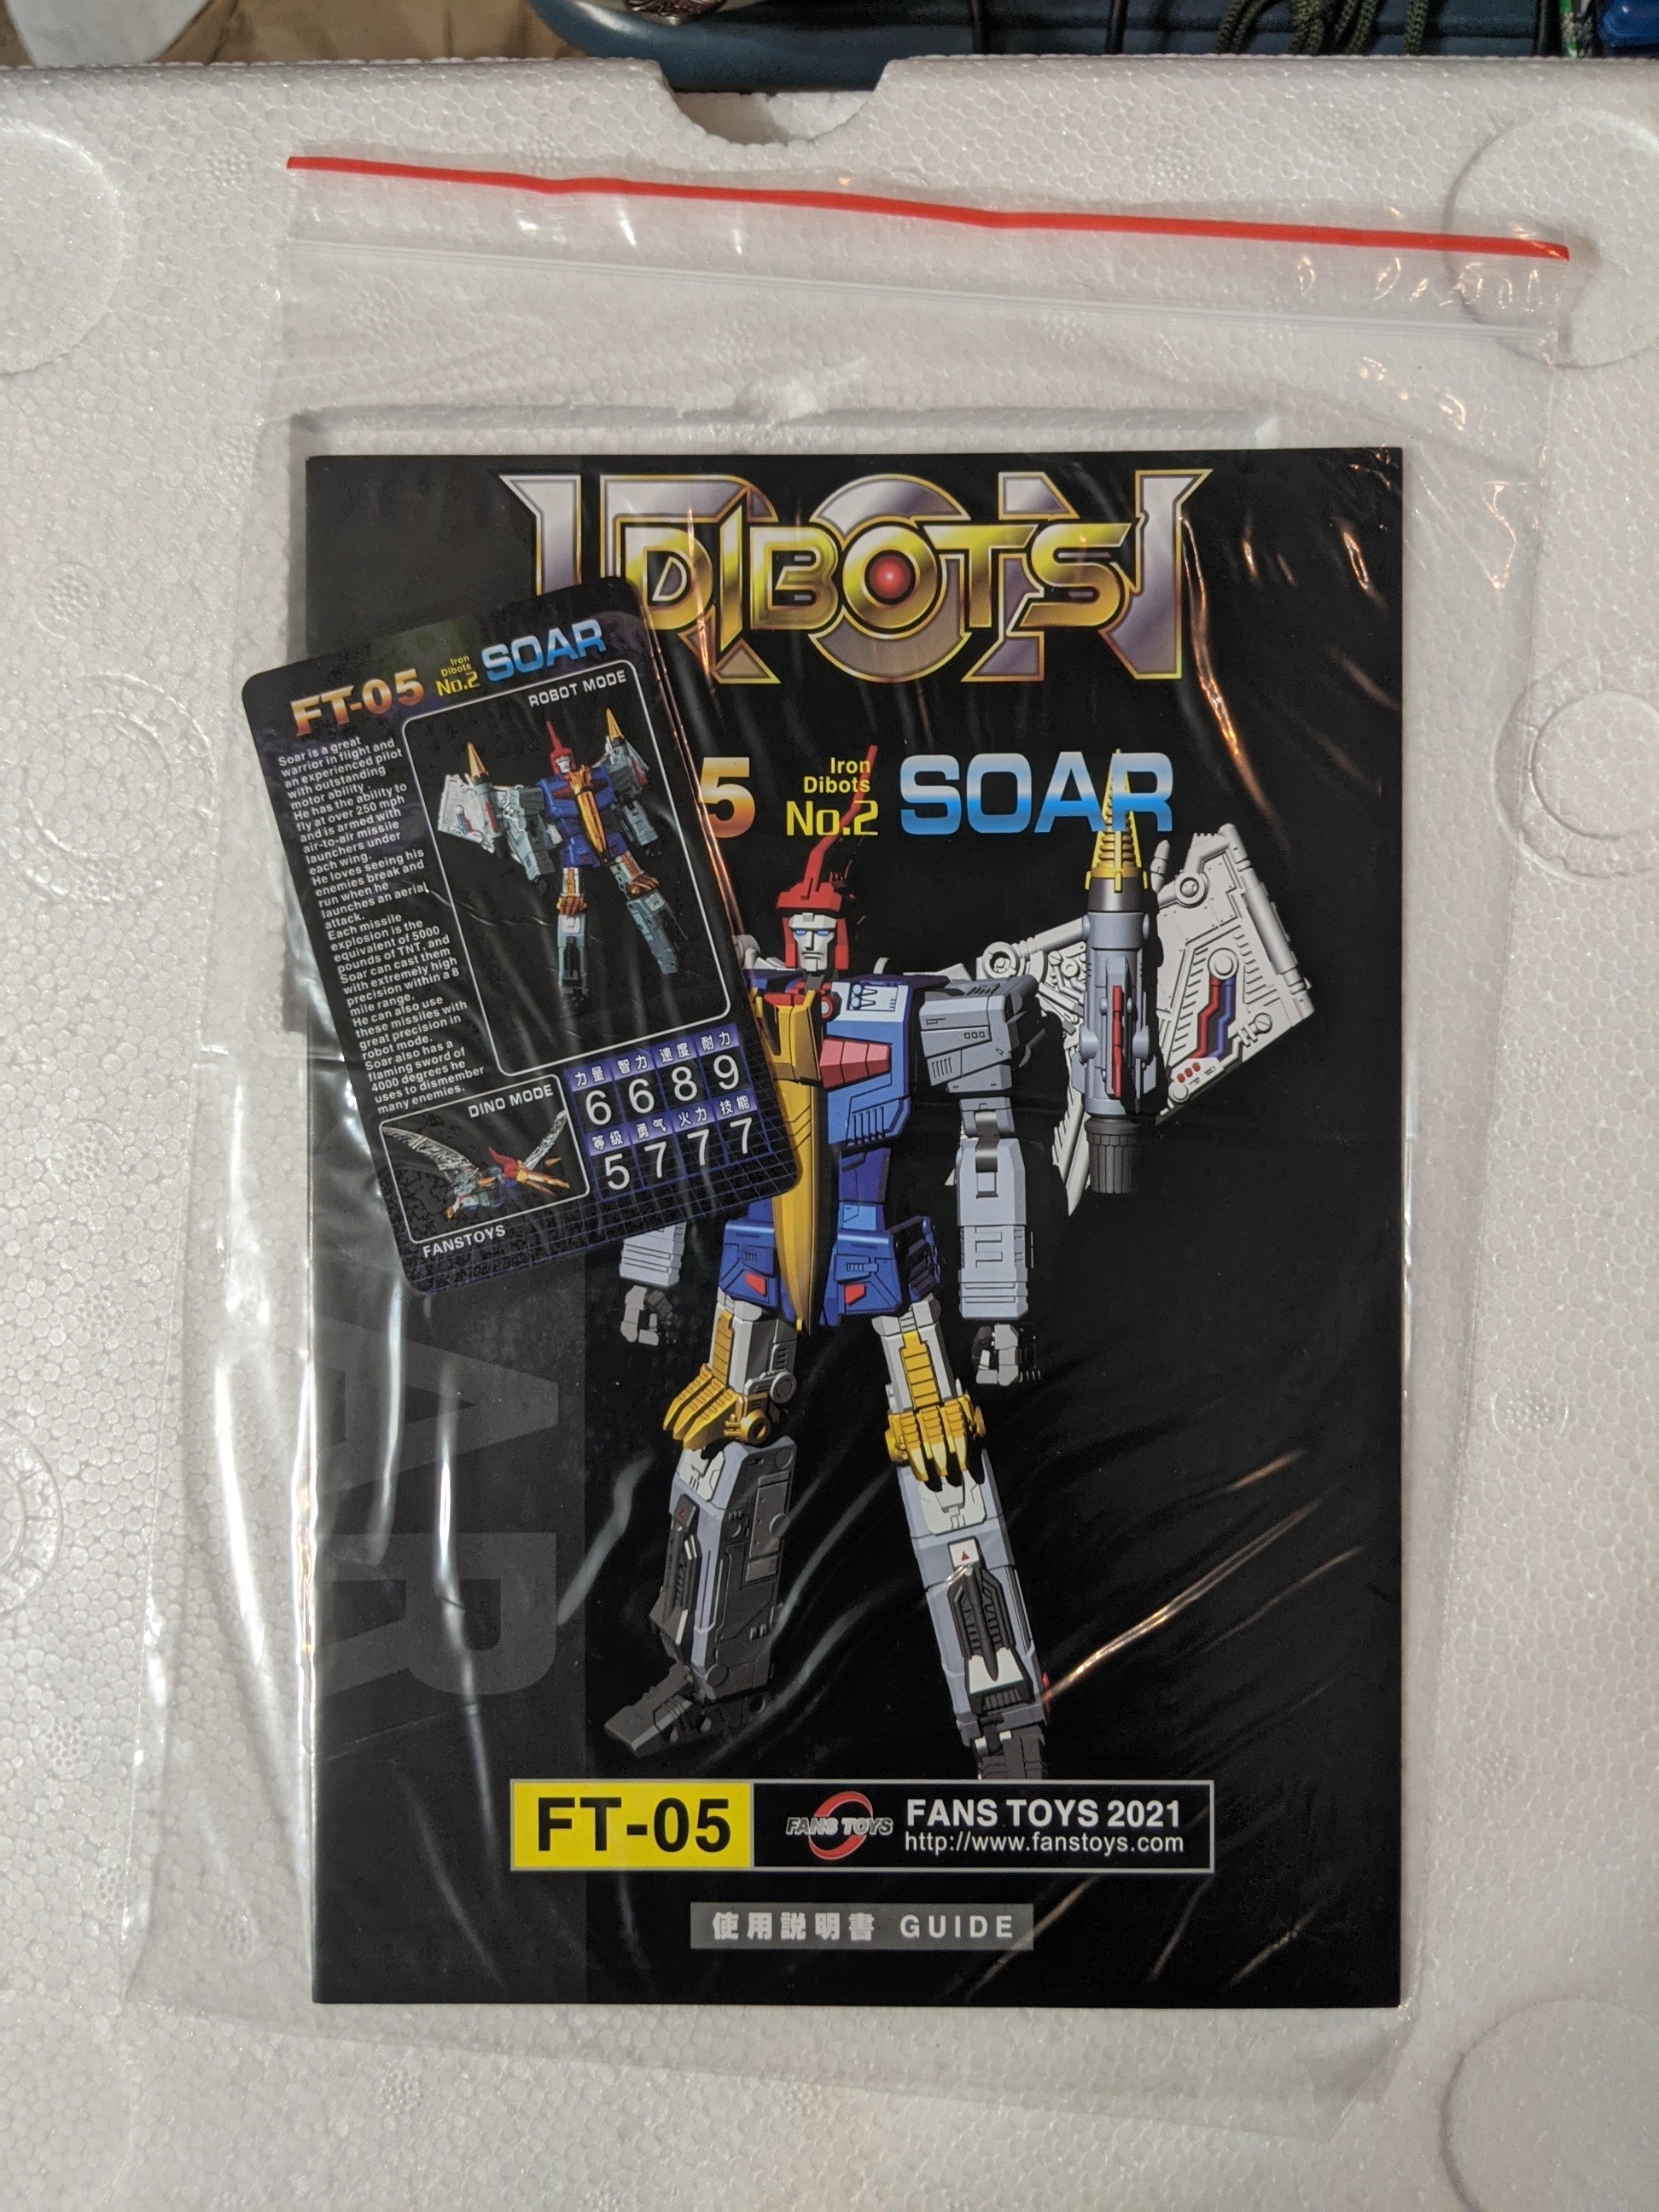 IRON
DIBOTS
5
Iron
Dibots
No.2
SOAR
FT-05
Iron
Dibots
No.2
SOAR
ROBOT MODE
Soar is a great
warrior in flight and
an experienced pilot
with outstanding
motor ability.
He has the ability to
fly at over 250 mph
and is armed with
air-to-air missile
launchers under
each wing.
He loves seeing his
enemies break and
run when he
launches an aerial
attack.
Each missile
explosion is the
equivalent of 5000
pounds of TNT, and
Soar can cast them
with extremely high
precision within a 8
mile range.
He can also use
these missiles with
great precision in
robot mode.
Soar also has a
flaming sword of
4000 degrees he
uses to dismember
many enemies.
DINO MODE
力量 智力 速度 耐力
6 6 8 9
等级 勇气 火力 技能
5 7 7 7
FANSTOYS
AR
FT-05
FANS TOYS
FANS TOYS 2021
http://www.fanstoys.com
使用説明書 GUIDE